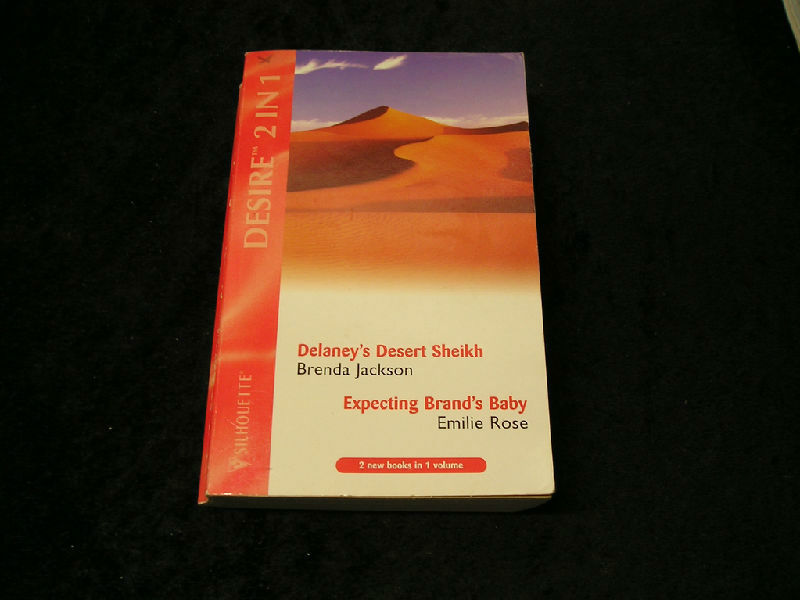 DESIRE™ 2 IN 1
SILHOUETTE®
Delaney's Desert Sheikh
Brenda Jackson
Expecting Brand's Baby
Emilie Rose
2 new books in 1 volume